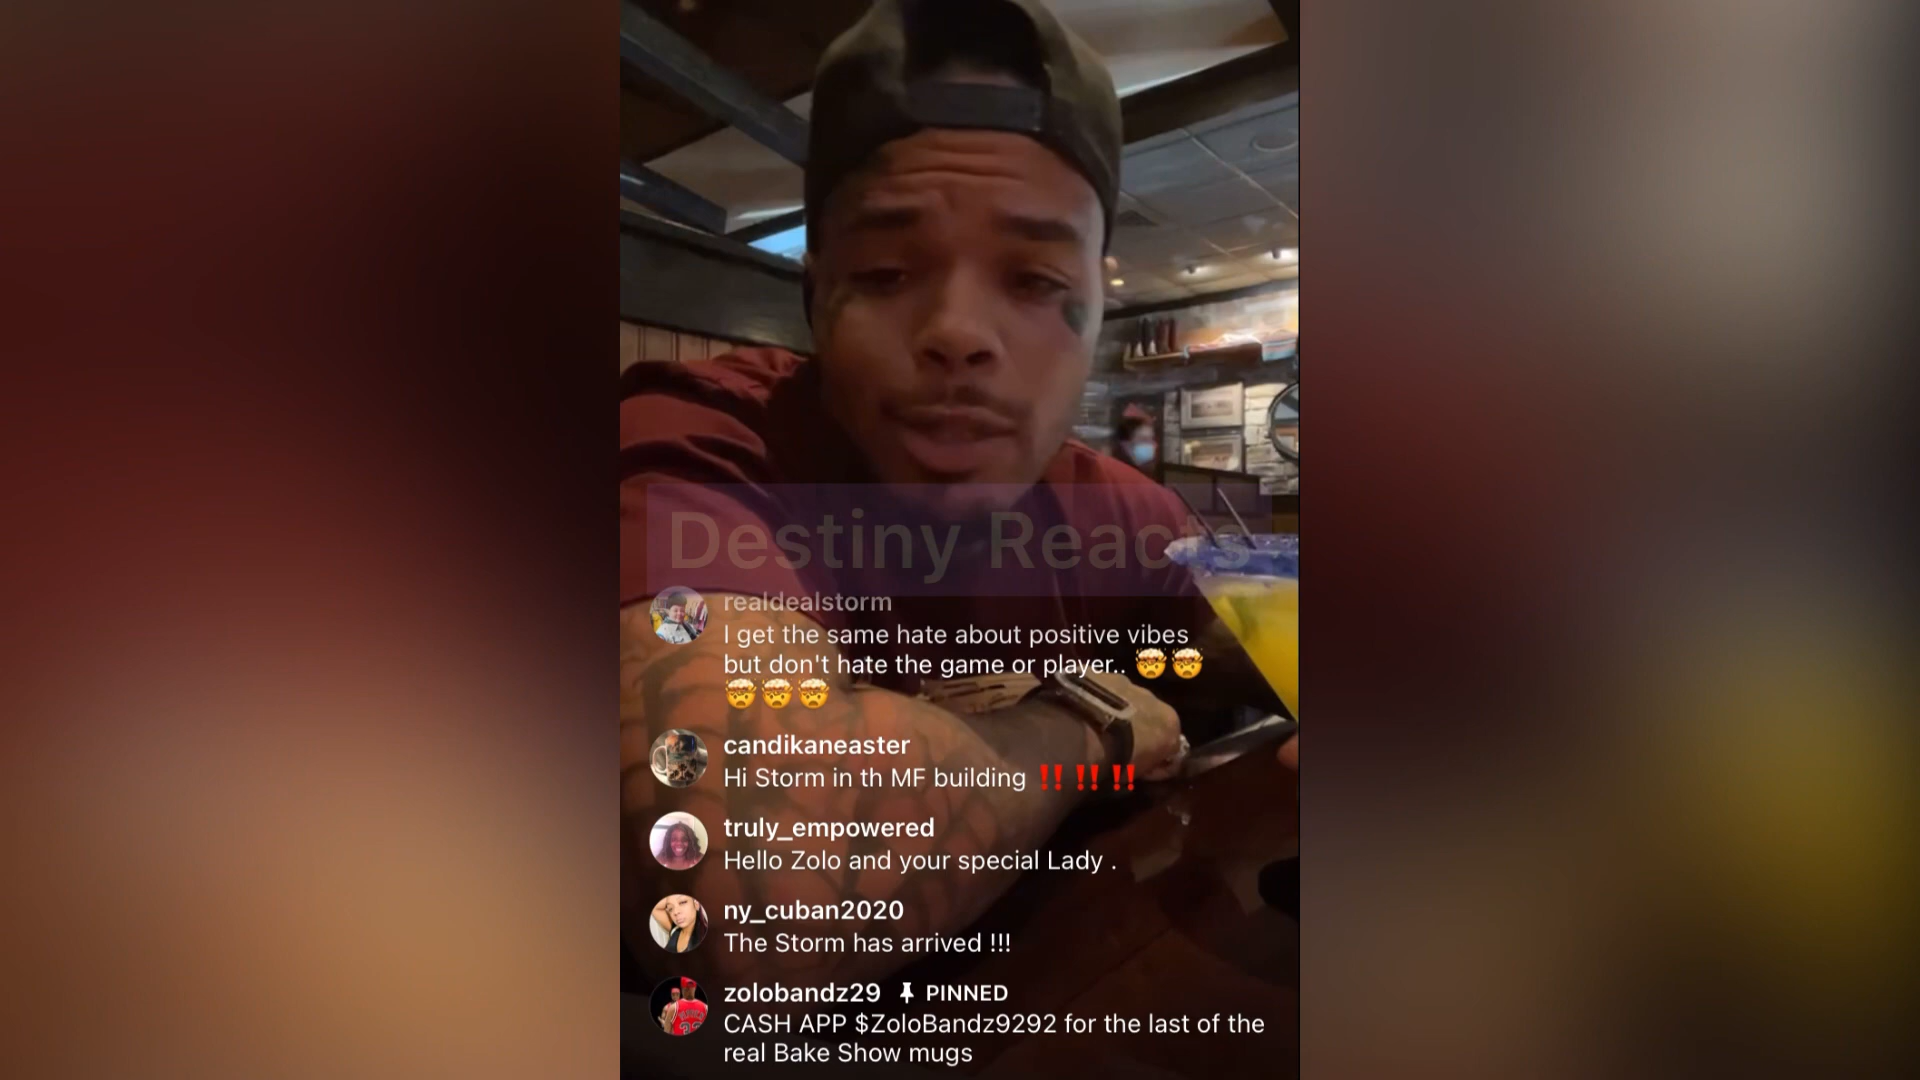 Destiny Reacts
realdealstorm
I get the same hate about positive vibes
but don't hate the game or player.. 🤯🤯
🤯🤯🤯
candikaneaster
Hi Storm in th MF building ‼️ ‼️ ‼️
truly_empowered
Hello Zolo and your special Lady .
ny_cuban2020
The Storm has arrived !!!
zolobandz29 📌 PINNED
CASH APP $ZoloBandz9292 for the last of the
real Bake Show mugs